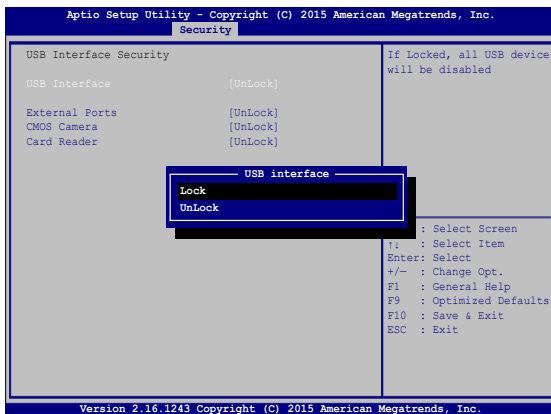 Aptio Setup Utility - Copyright (C) 2015 American Megatrends, Inc.
Security
USB Interface Security
USB Interface [UnLock]
External Ports [UnLock]
CMOS Camera [UnLock]
Card Reader [UnLock]
If Locked, all USB device
will be disabled
USB interface
Lock
UnLock
: Select Screen
↑↓ : Select Item
Enter: Select
+/— : Change Opt.
F1 : General Help
F9 : Optimized Defaults
F10 : Save & Exit
ESC : Exit
Version 2.16.1243 Copyright (C) 2015 American Megatrends, Inc.